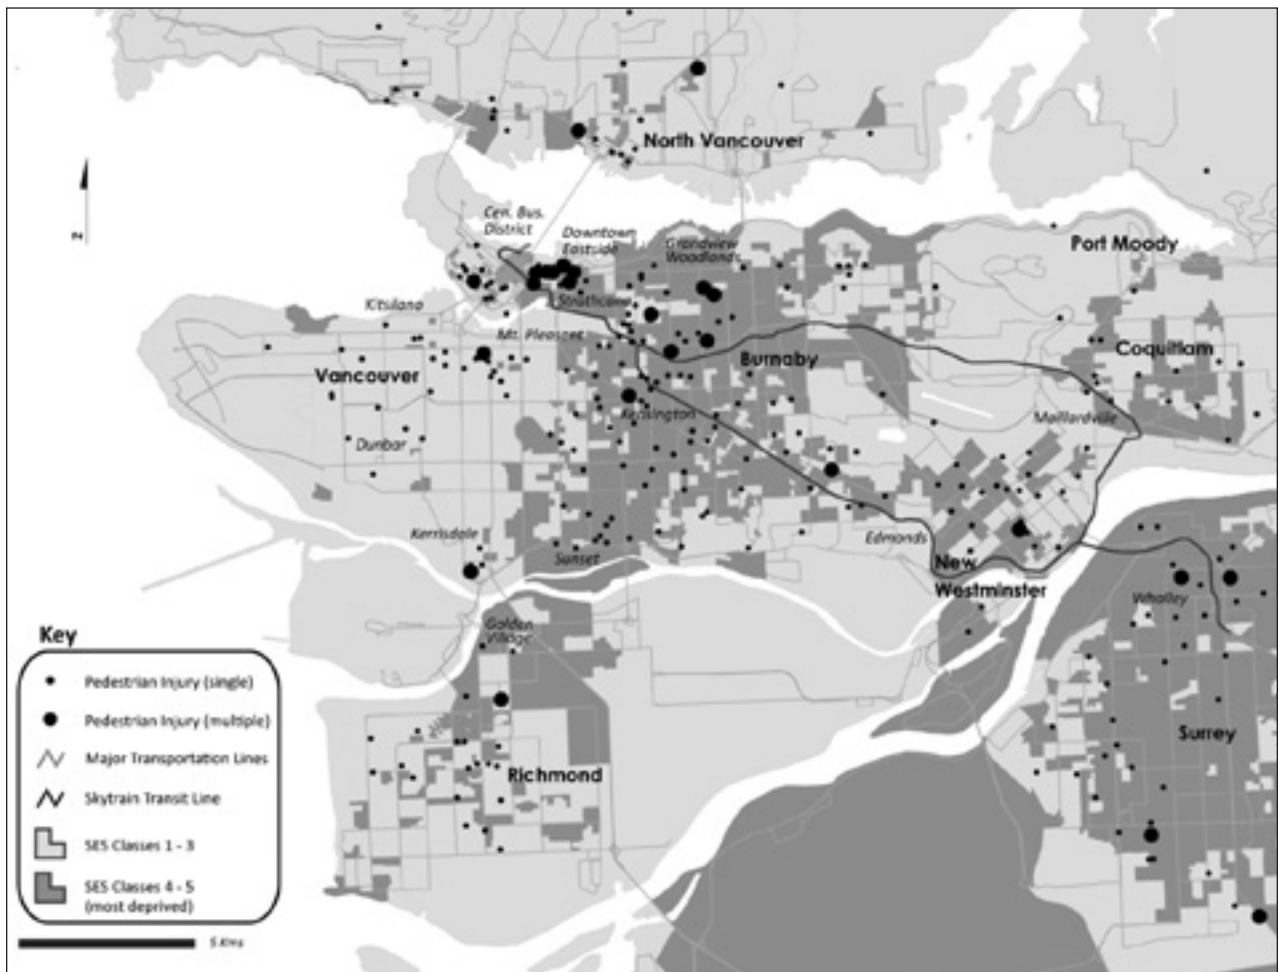 North Vancouver
Port Moody
Cen. Bus.
District
Downtown
Eastside
Grandview
Woodlands
Strathcona
Kitsilano
Mt. Pleasant
Vancouver
Burnaby
Coquitlam
Kensington
Maillardville
Dunbar
Kerrisdale
Edmonds
Sunset
New
Westminster
Whalley
Golden
Village
Surrey
Richmond
Key
Pedestrian Injury (single)
Pedestrian Injury (multiple)
Major Transportation Lines
Skytrain Transit Line
SES Classes 1 - 3
SES Classes 4 - 5
(most deprived)
5 Kms
N